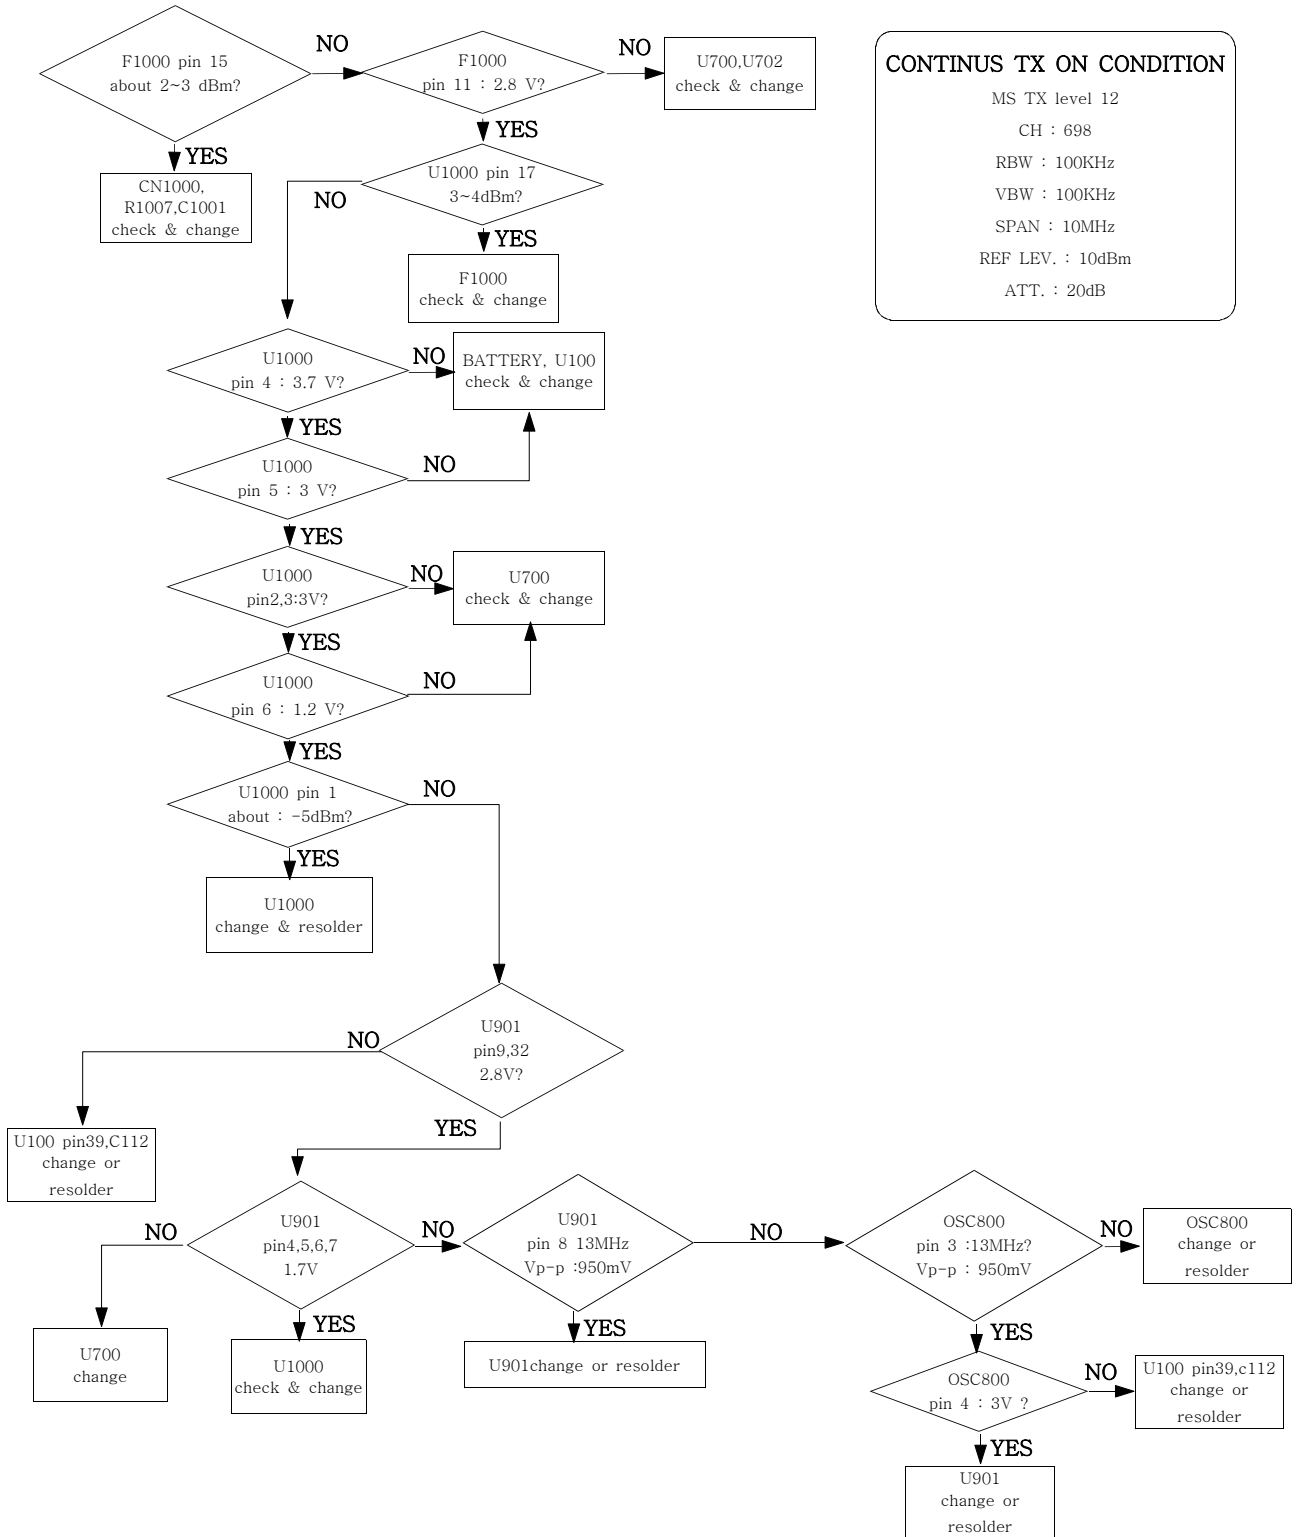 F1000 pin 15
about 2~3 dBm?
NO
F1000
pin 11 : 2.8 V?
NO
U700,U702
check & change
CONTINUS TX ON CONDITION
MS TX level 12
CH : 698
RBW : 100KHz
VBW : 100KHz
SPAN : 10MHz
REF LEV. : 10dBm
ATT. : 20dB
YES
CN1000,
R1007,C1001
check & change
YES
U1000 pin 17
3~4dBm?
NO
YES
F1000
check & change
U1000
pin 4 : 3.7 V?
NO
BATTERY, U100
check & change
YES
U1000
pin 5 : 3 V?
NO
YES
U1000
pin2,3:3V?
NO
U700
check & change
YES
U1000
pin 6 : 1.2 V?
NO
YES
U1000 pin 1
about : -5dBm?
NO
YES
U1000
change & resolder
U901
pin9,32
2.8V?
NO
U100 pin39,C112
change or
resolder
YES
U901
pin4,5,6,7
1.7V
NO
U700
change
YES
U1000
check & change
NO
U901
pin 8 13MHz
Vp-p :950mV
YES
U901change or resolder
NO
OSC800
pin 3 :13MHz?
Vp-p : 950mV
NO
OSC800
change or
resolder
YES
OSC800
pin 4 : 3V ?
NO
U100 pin39,c112
change or
resolder
YES
U901
change or
resolder